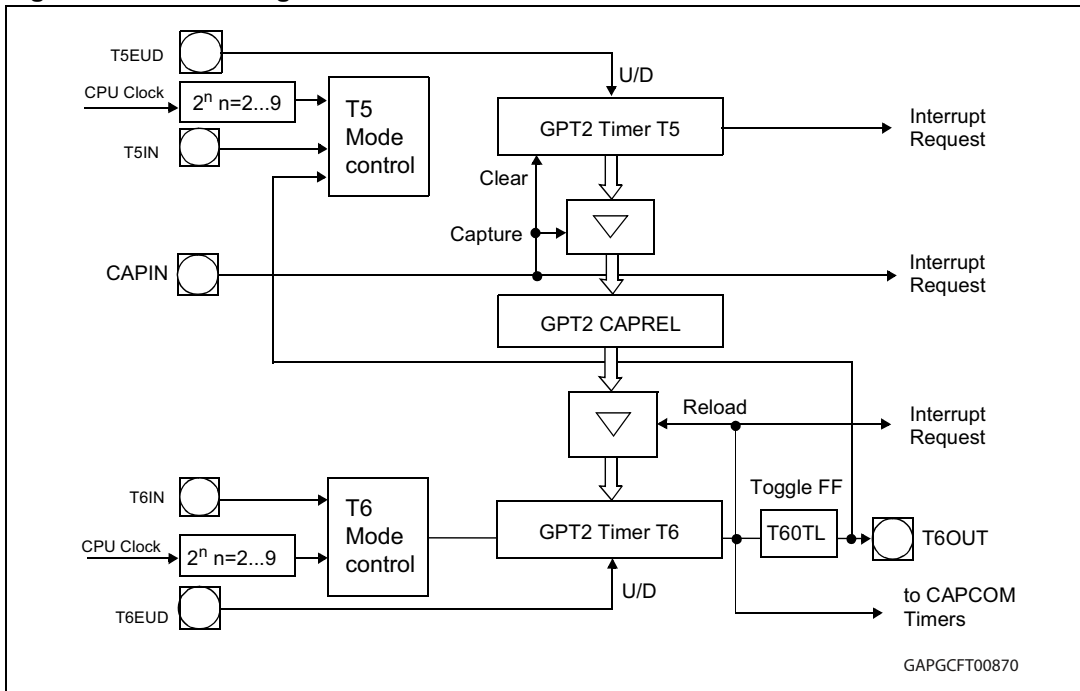 T5EUD
U/D
CPU Clock
2n n=2...9
T5
Mode
control
GPT2 Timer T5
Interrupt
Request
T5IN
Clear
Capture
CAPIN
Interrupt
Request
GPT2 CAPREL
Reload
Interrupt
Request
T6IN
T6
Mode
control
Toggle FF
GPT2 Timer T6
T60TL
T6OUT
CPU Clock
2n n=2...9
U/D
T6EUD
to CAPCOM
Timers
GAPGCFT00870